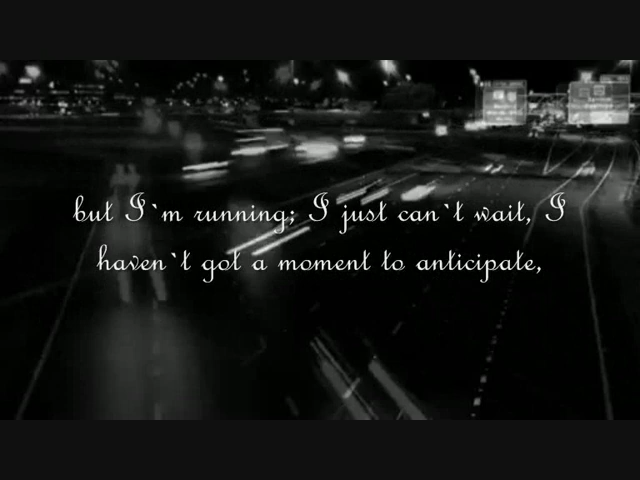 but I`m running; I just can`t wait, I
haven`t got a moment to anticipate,